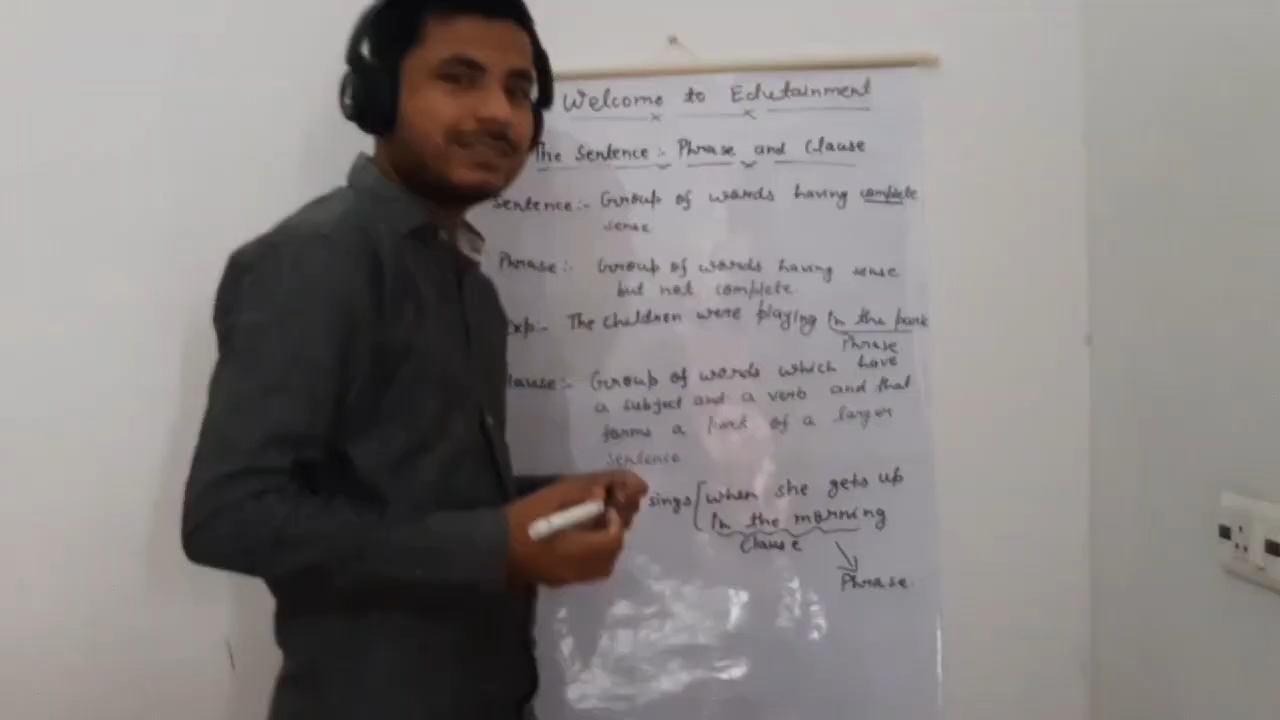 Welcome to Edutainment
The Sentence :- Phrase and Clause
Sentence:- Group of words having complete
sense
Phrase:- Group of words having sense
but not complete.
Exp:- The children were playing in the park
Phrase
lause:- Group of words which have
a subject and a verb and that
forms a part of a larger
sentence
sings [when she gets up
in the morning
Clause
Phrase.